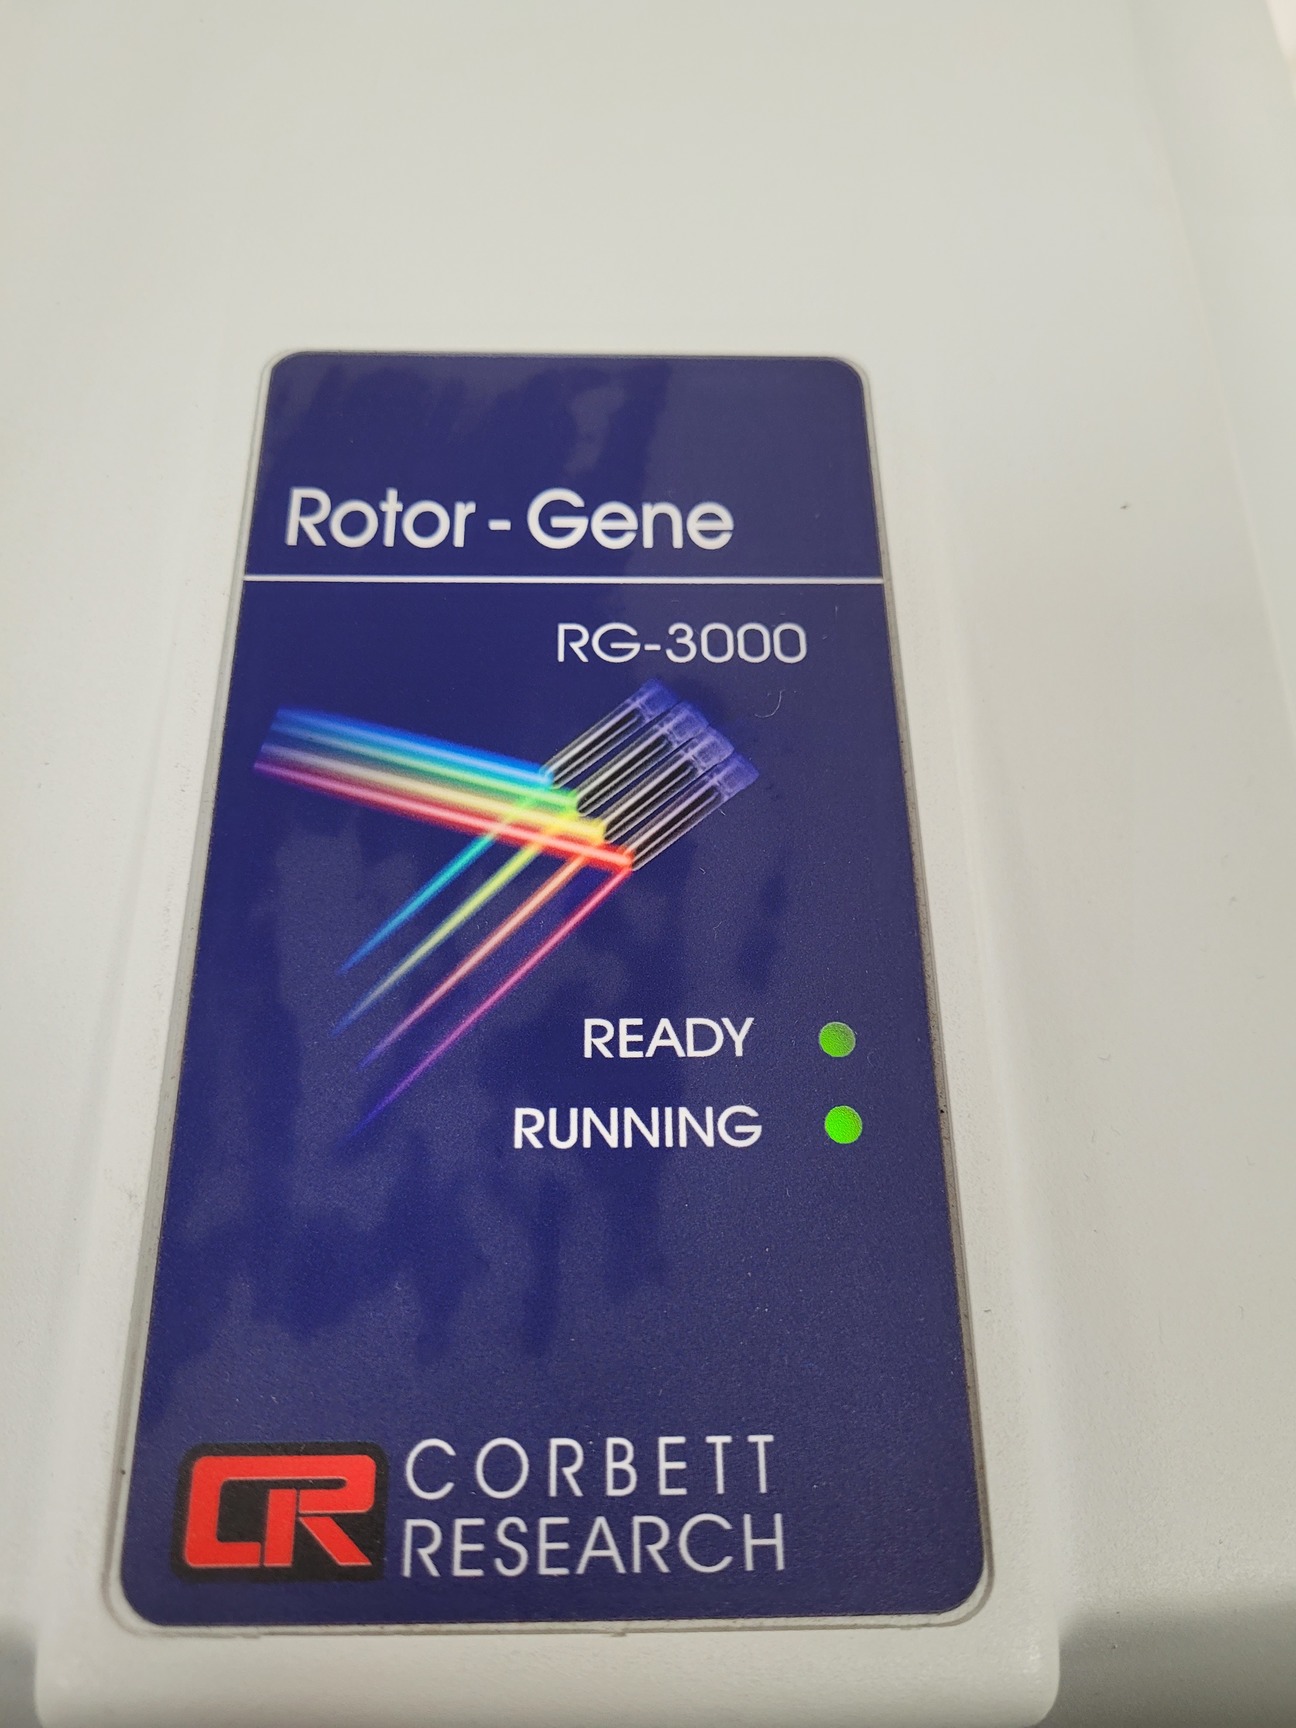 Rotor - Gene
RG-3000
READY
RUNNING
CR
CORBETT
RESEARCH